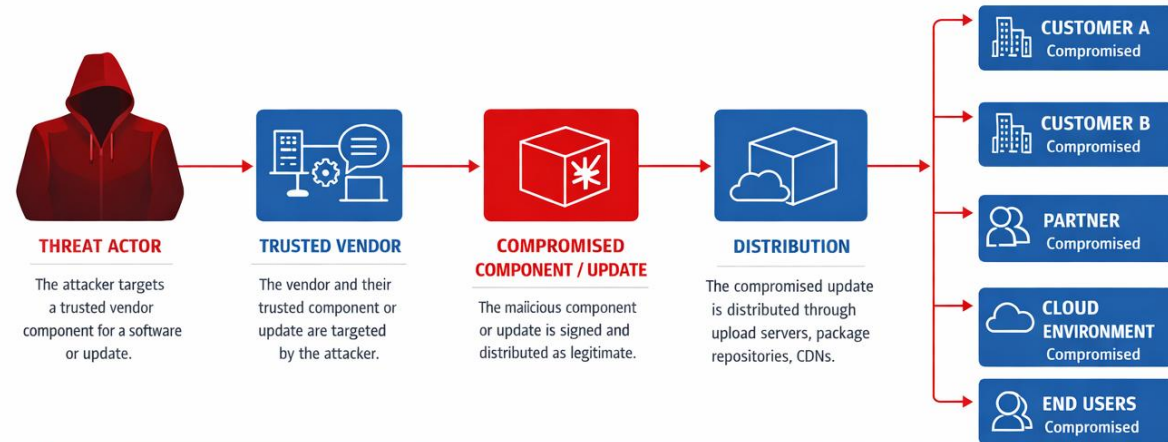 THREAT ACTOR
The attacker targets
a trusted vendor
component for a software
or update.
TRUSTED VENDOR
The vendor and their
trusted component or
update are targeted
by the attacker.
COMPROMISED
COMPONENT / UPDATE
The maiicious component
or update is signed and
distributed as legitimate.
DISTRIBUTION
The compromised update
is distributed through
upload servers, package
repositories, CDNs.
CUSTOMER A
Compromised
CUSTOMER B
Compromised
PARTNER
Compromised
CLOUD
ENVIRONMENT
Compromised
END USERS
Compromised